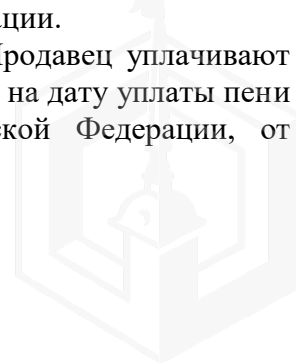 ации.
Продавец уплачивают
на дату уплаты пени
ской Федерации, от